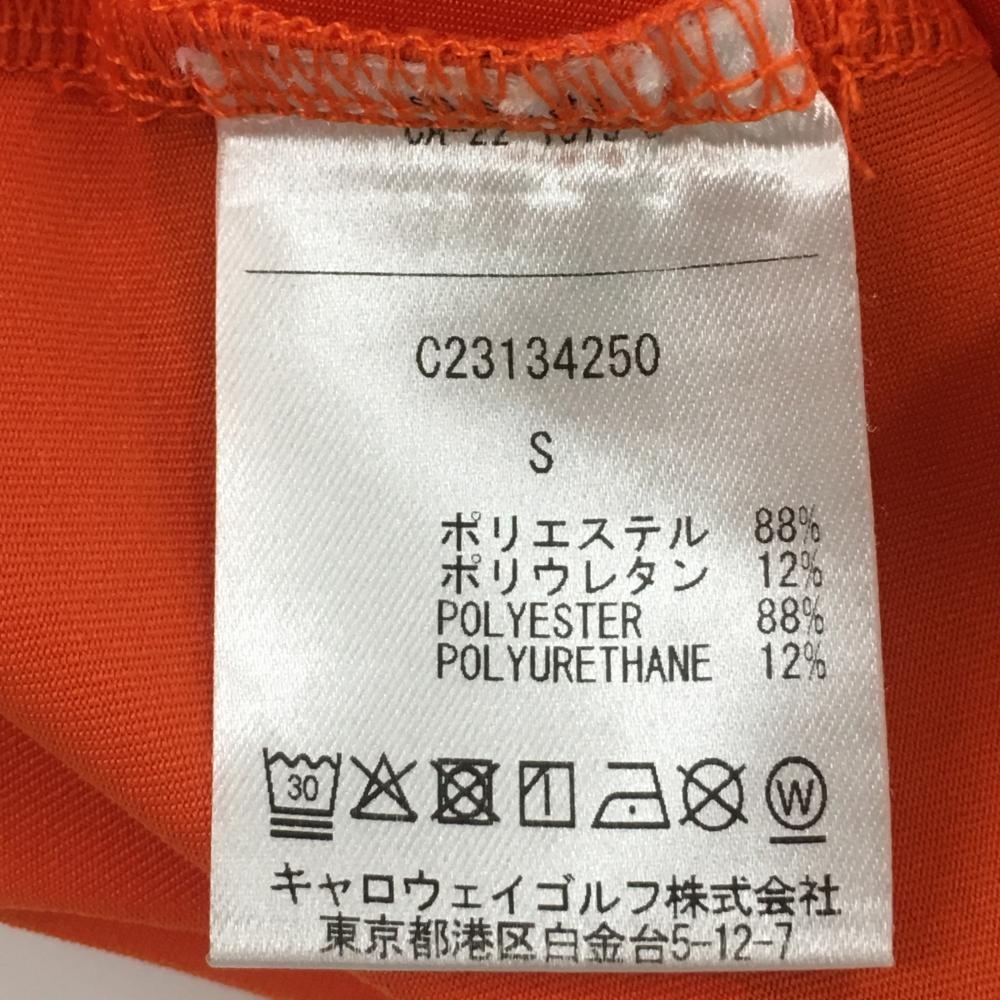 C23134250
S
ポリエステル 88%
ポリウレタン 12%
POLYESTER 88%
POLYURETHANE 12%
30 W
キャロウェイゴルフ株式会社
東京都港区白金台5-12-7